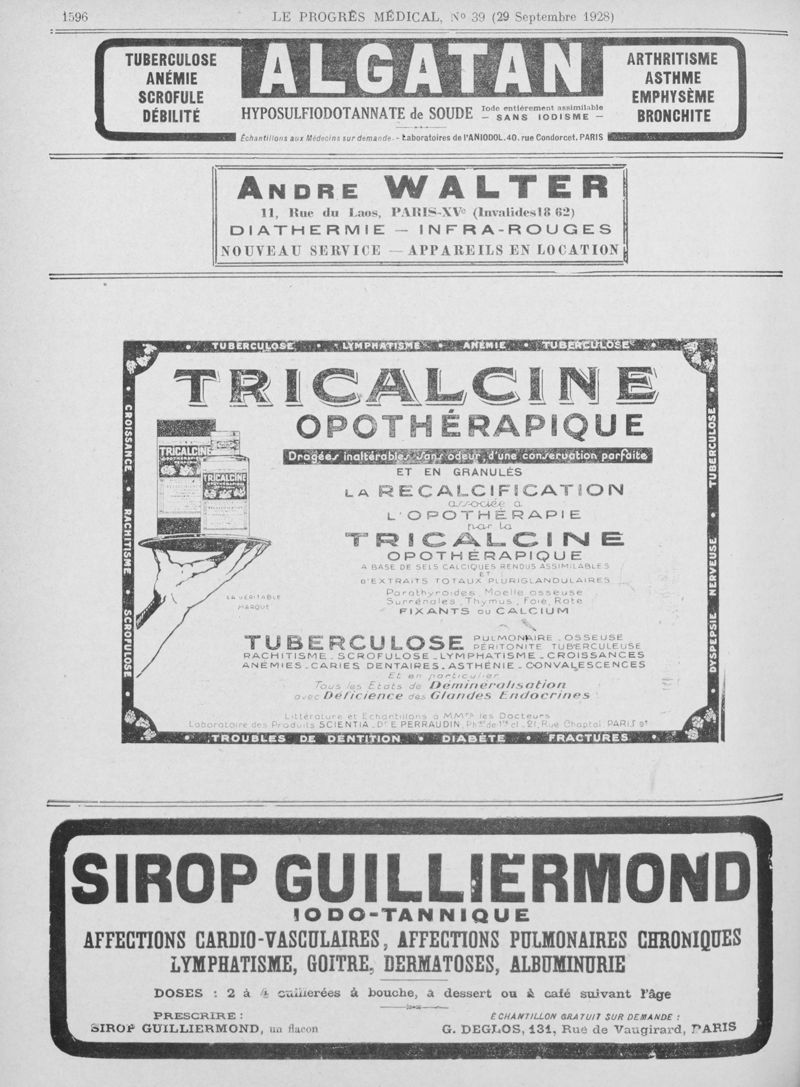 1596
LE PROGRÈS MÉDICAL, No 39 (29 Septembre 1928)
TUBERCULOSE
ANÉMIE
SCROFULE
DÉBILITÉ
ALGATAN
HYPOSULFIODOTANNATE de SOUDE
Iode entièrement assimilable
— SANS IODISME —
Échantillons aux Médecins sur demande. - Laboratoires de l'ANIODOL. 40. rue Condorcet. PARIS
ARTHRITISME
ASTHME
EMPHYSÈME
BRONCHITE
ANDRE WALTER
11, Rue du Laos, PARIS-XVe (Invalides18 62)
DIATHERMIE — INFRA-ROUGES
NOUVEAU SERVICE — APPAREILS EN LOCATION
• TUBERCULOSE • LYMPHATISME • ANÉMIE • TUBERCULOSE •
CROISSANCE • RACHITISME • SCROFULOSE
TRICALCINE
OPOTHÉRAPIQUE
Dragées inaltérables sans odeur, d'une conservation parfaite
ET EN GRANULÉS
TRICALCINE
TRICALCINE
LA RECALCIFICATION
associée a
L'OPOTHÉRAPIE
par la
TRICALCINE
OPOTHÉRAPIQUE
A BASE DE SELS CALCIQUES RENDUS ASSIMILABLES
ET
D'EXTRAITS TOTAUX PLURIGLANDULAIRES
Parathyroides, Moelle osseuse
Surrénales, Thymus, Foie, Rate
FIXANTS DU CALCIUM
LA VÉRITABLE
MARQUE
TUBERCULOSE
PULMONAIRE . OSSEUSE
PÉRITONITE TUBERCULEUSE
RACHITISME . SCROFULOSE . LYMPHATISME . CROISSANCES
ANÉMIES . CARIES DENTAIRES . ASTHÉNIE . CONVALESCENCES
Et en particulier
Tous les Etats de Déminéralisation
avec Déficience des Glandes Endocrines
Littérature et Echantillons a MMrs les Docteurs
Laboratoire des Produits SCIENTIA . Dr E PERRAUDIN, Phen de 1re cl . 21, Rue Chaptal PARIS 9e
TUBERCULOSE
DYSPEPSIE NERVEUSE
• TROUBLES DE DENTITION • DIABÈTE • FRACTURES •
SIROP GUILLIERMOND
IODO-TANNIQUE
AFFECTIONS CARDIO-VASCULAIRES, AFFECTIONS PULMONAIRES CHRONIQUES
LYMPHATISME, GOITRE, DERMATOSES, ALBUMINURIE
DOSES : 2 à 4 cuillerées à bouche, à dessert ou à café suivant l'âge
PRESCRIRE :
SIROP GUILLIERMOND, un flacon
ÉCHANTILLON GRATUIT SUR DEMANDE :
G. DEGLOS, 131, Rue de Vaugirard, PARIS